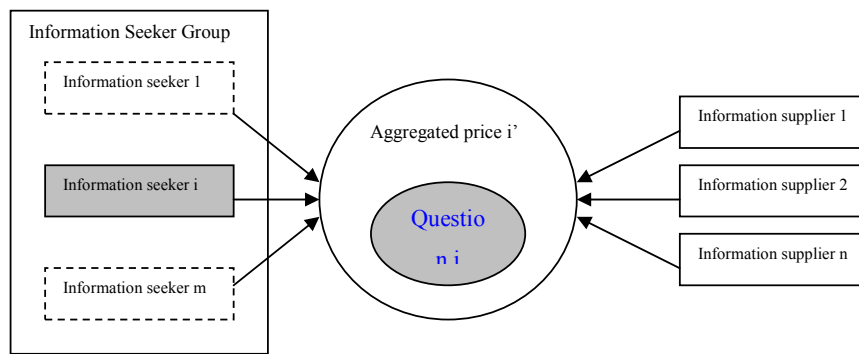 Information Seeker Group
Information seeker 1
Information seeker i
Information seeker m
Aggregated price i’
Questio
n i
Information supplier 1
Information supplier 2
Information supplier n